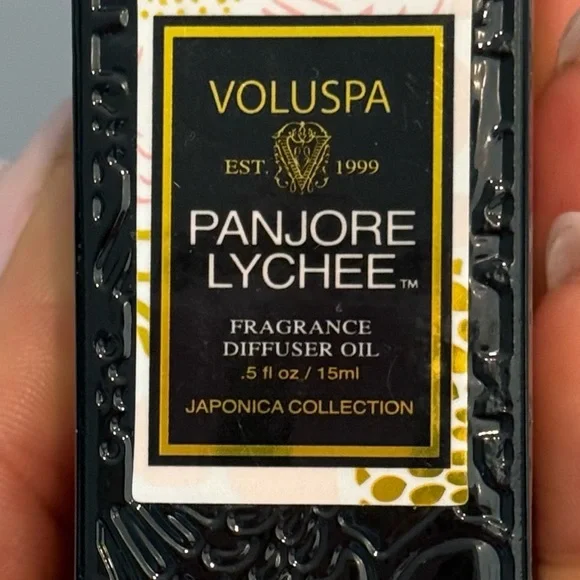 VOLUSPA
EST. 1999
PANJORE
LYCHEE™
FRAGRANCE
DIFFUSER OIL
.5 fl oz / 15ml
JAPONICA COLLECTION